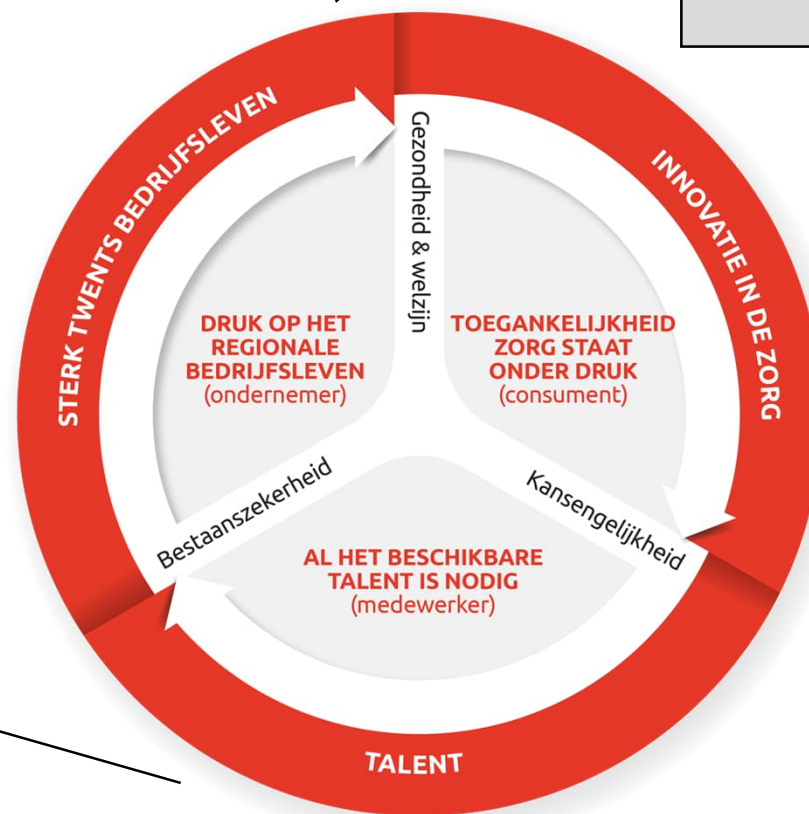 STERK TWENTS BEDRIJFSLEVEN
INNOVATIE IN DE ZORG
Gezondheid & welzijn
DRUK OP HET
REGIONALE
BEDRIJFSLEVEN
(ondernemer)
TOEGANKELIJKHEID
ZORG STAAT
ONDER DRUK
(consument)
Bestaanszekerheid
Kansengelijkheid
AL HET BESCHIKBARE
TALENT IS NODIG
(medewerker)
TALENT